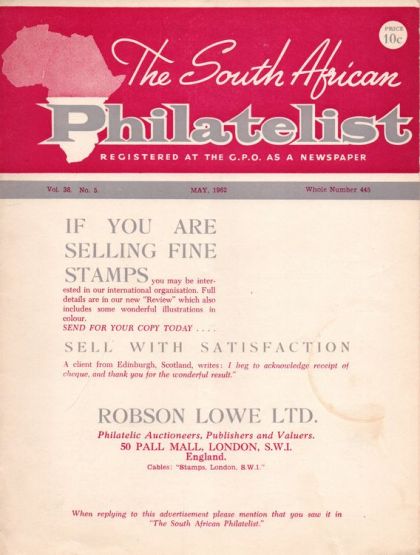 PRICE
10c
The South African
Philatelist
REGISTERED AT THE G.P.O. AS A NEWSPAPER
Vol. 38. No. 5. MAY, 1962 Whole Number 445
IF YOU ARE
SELLING FINE
STAMPS you may be inter-
ested in our international organisation. Full
details are in our new "Review" which also
includes some wonderful illustrations in
colour.
SEND FOR YOUR COPY TODAY . . . .
SELL WITH SATISFACTION
A client from Edinburgh, Scotland, writes: I beg to acknowledge receipt of
cheque, and thank you for the wonderful result."
ROBSON LOWE LTD.
Philatelic Auctioneers, Publishers and Valuers.
50 PALL MALL, LONDON, S.W.I.
England.
Cables: "Stamps, London, S.W.1."
When replying to this advertisement please mention that you saw it in
"The South African Philatelist."